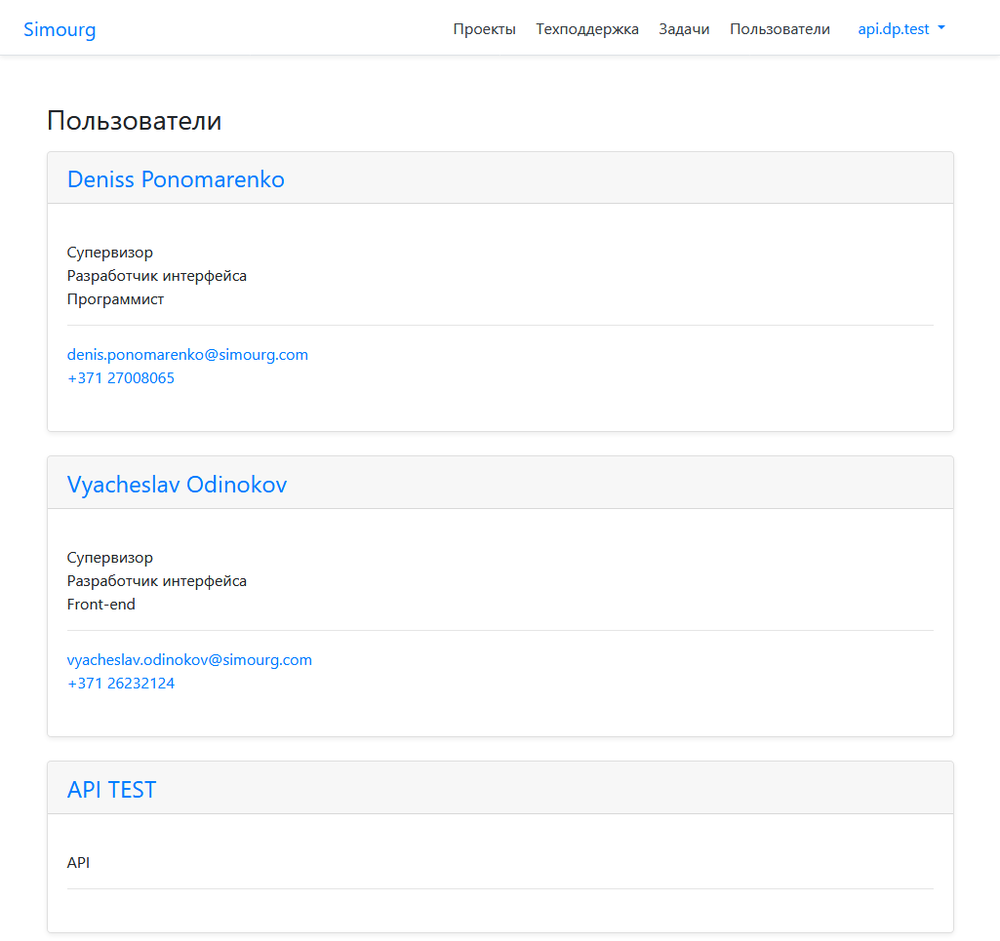 Simourg
Проекты Техподдержка Задачи Пользователи api.dp.test
Пользователи
Deniss Ponomarenko
Супервизор
Разработчик интерфейса
Программист
denis.ponomarenko@simourg.com
+371 27008065
Vyacheslav Odinokov
Супервизор
Разработчик интерфейса
Front-end
vyacheslav.odinokov@simourg.com
+371 26232124
API TEST
API